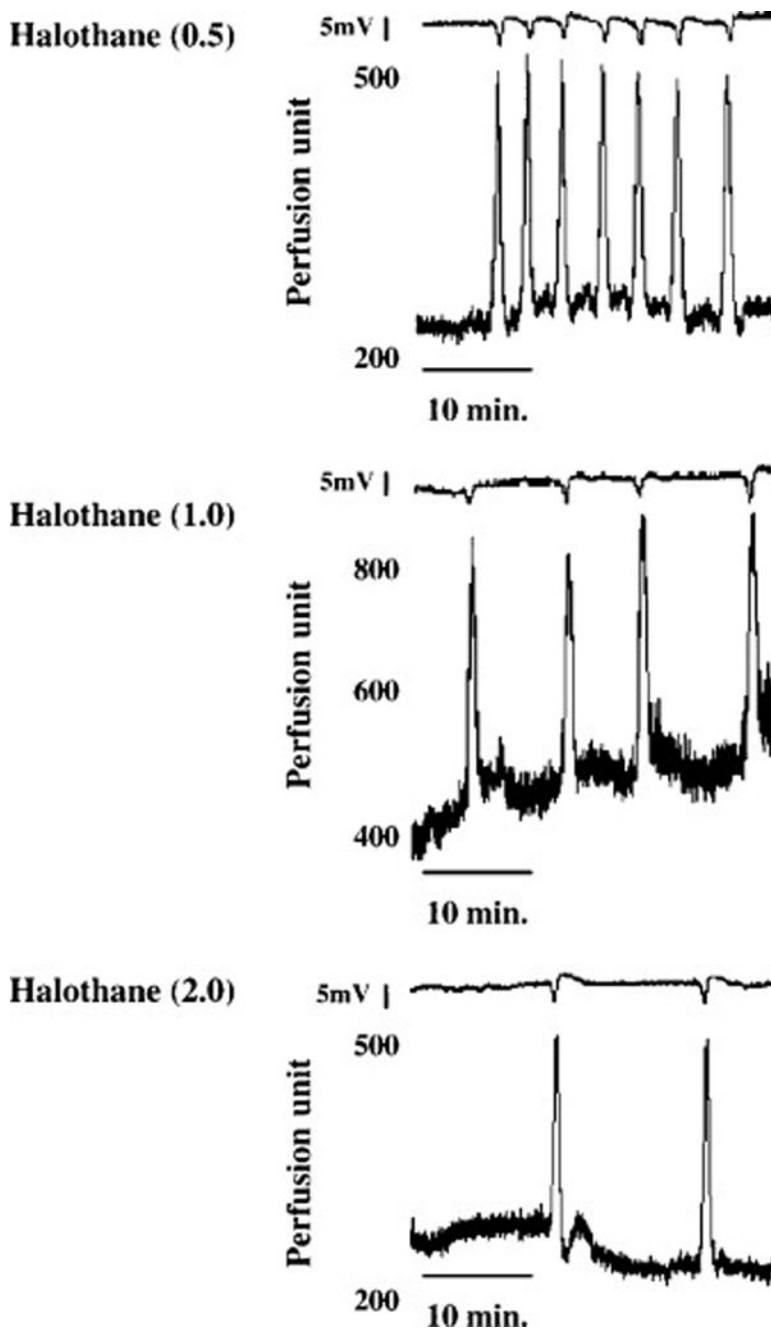 Halothane (0.5)
5mV
500
Perfusion unit
200
10 min.
Halothane (1.0)
5mV
800
Perfusion unit
600
400
10 min.
Halothane (2.0)
5mV
500
Perfusion unit
200
10 min.